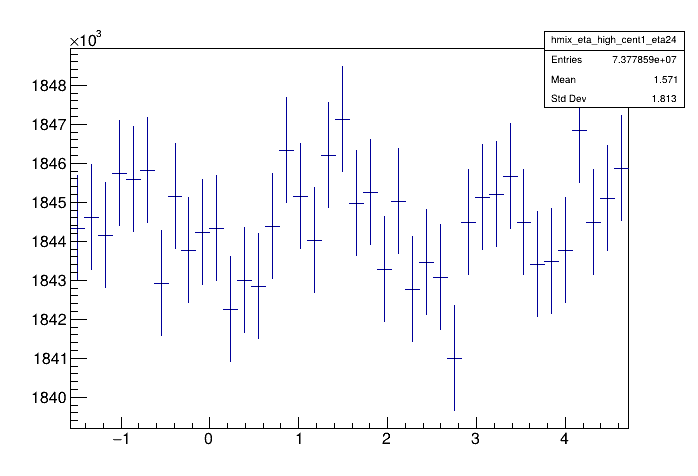 ×10³
hmix_eta_high_cent1_eta24
Entries 7.377859e+07
Mean 1.571
Std Dev 1.813
1848
1847
1846
1845
1844
1843
1842
1841
1840
−1 0 1 2 3 4